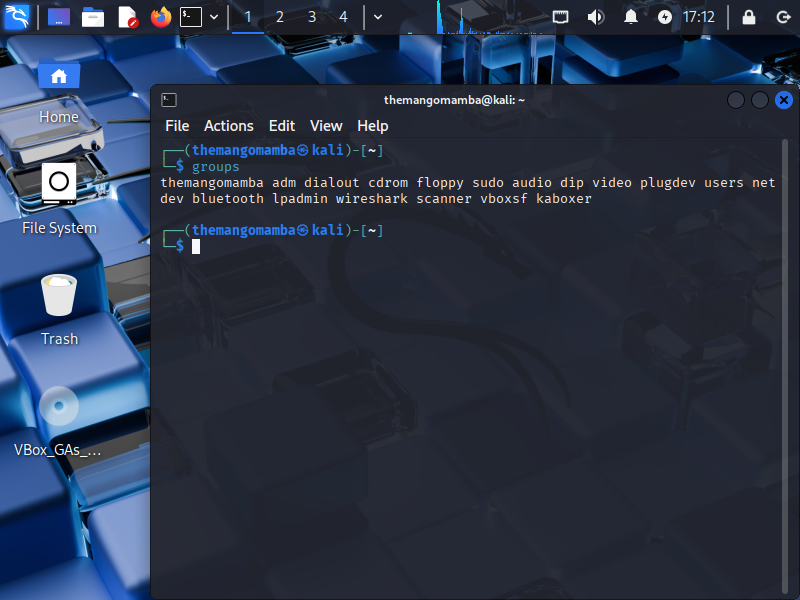 1 2 3 4 17:12
themangomamba@kali: ~
File Actions Edit View Help
┌──(themangomamba㉿kali)-[~]
└─$ groups
themangomamba adm dialout cdrom floppy sudo audio dip video plugdev users net
dev bluetooth lpadmin wireshark scanner vboxsf kaboxer
┌──(themangomamba㉿kali)-[~]
└─$
Home
File System
Trash
VBox_GAs_...